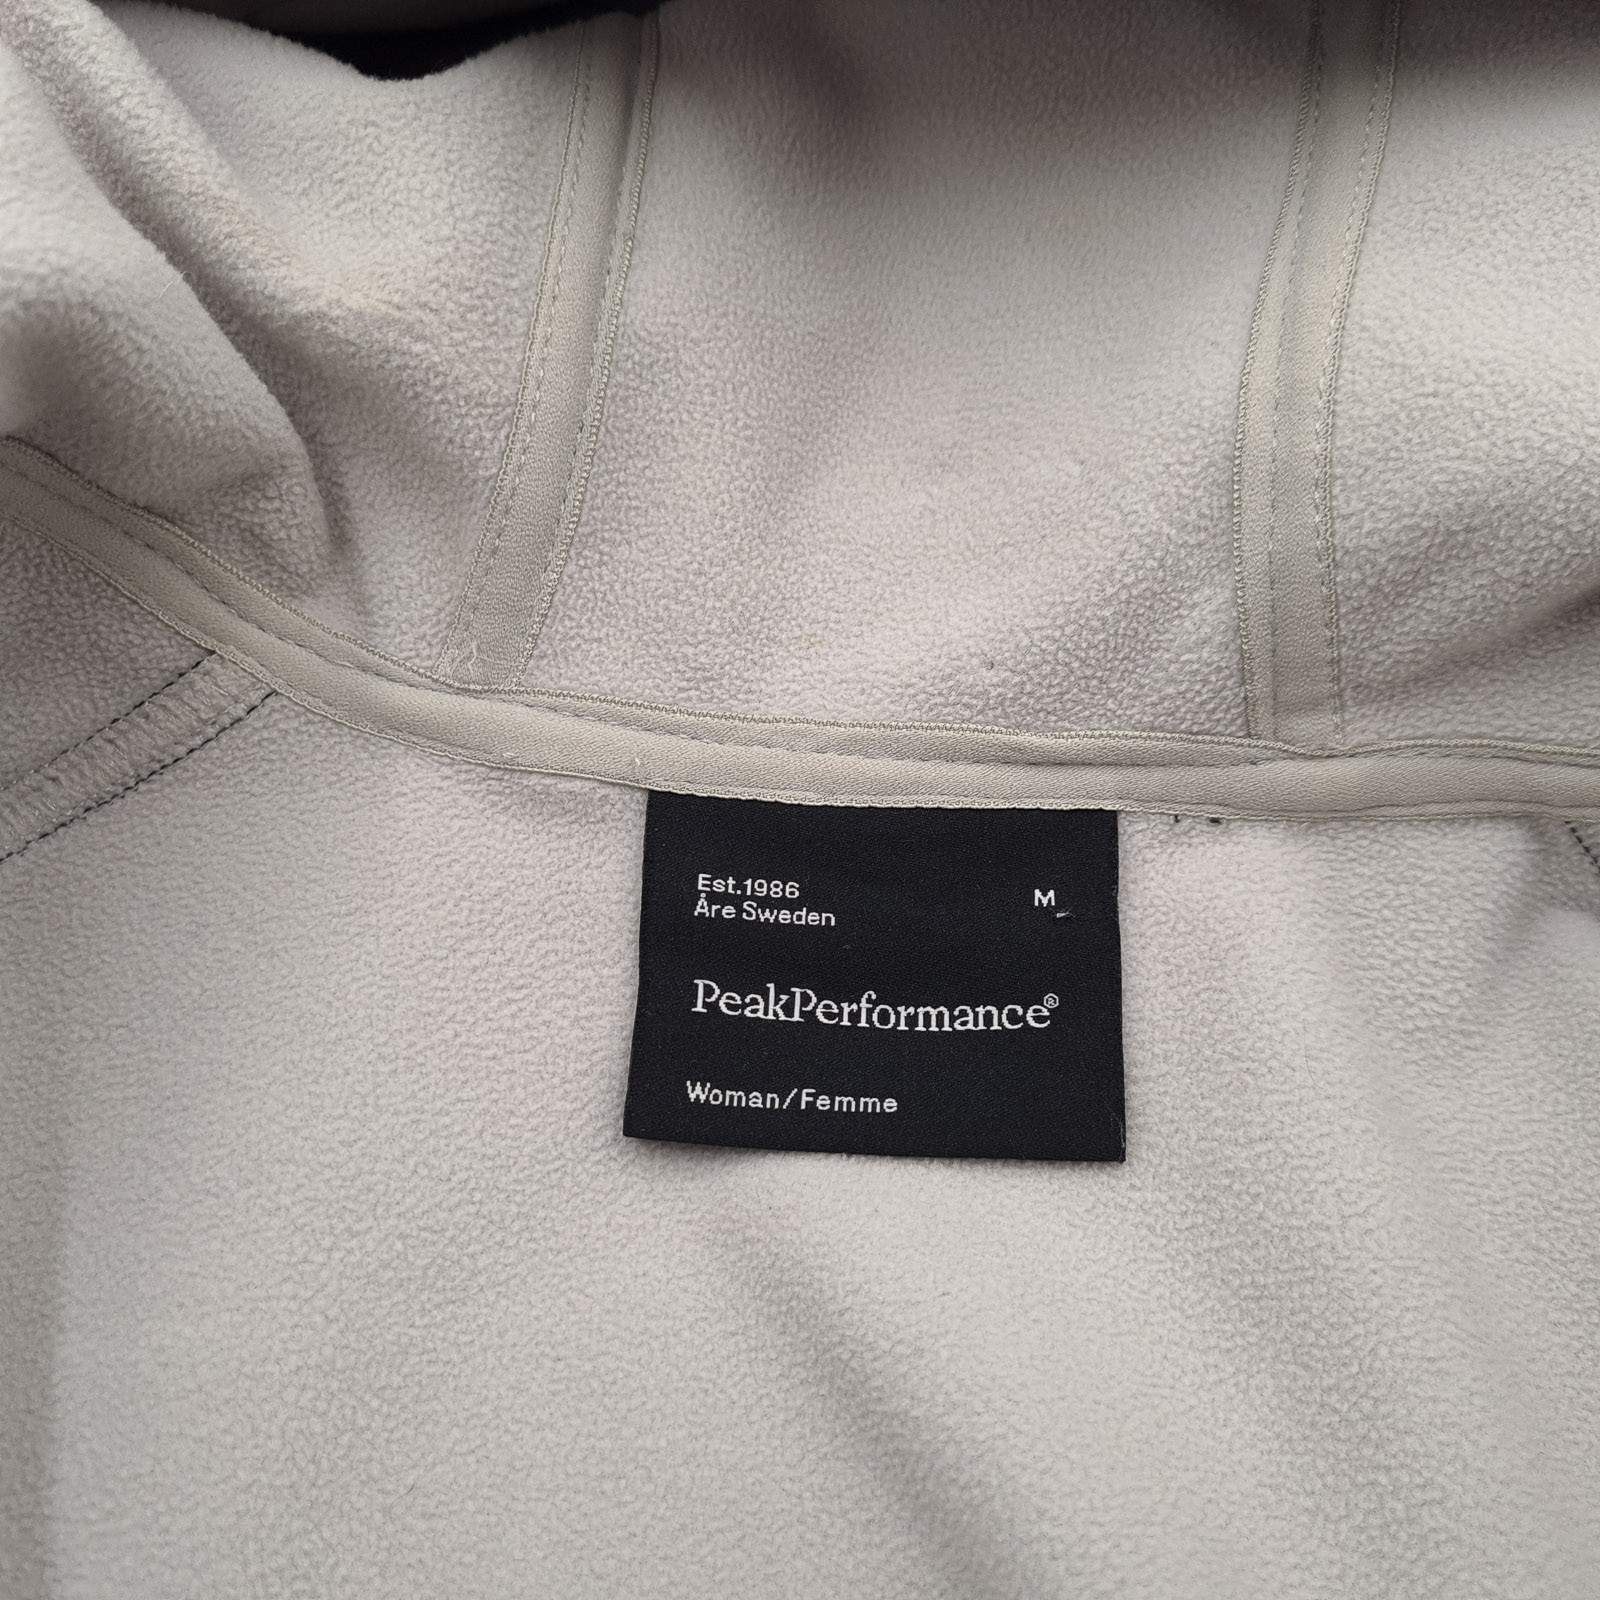 Est.1986
Åre Sweden
M
PeakPerformance®
Woman/Femme